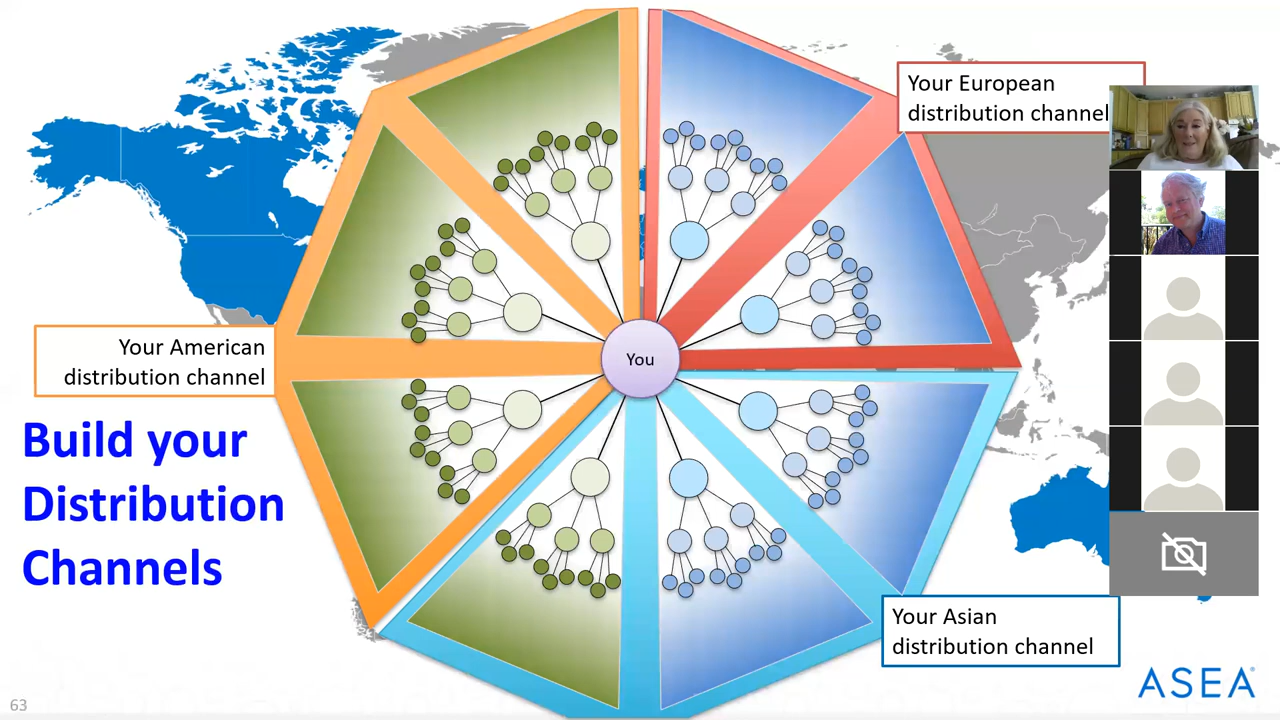 Your European
distribution channel
You
Your American
distribution channel
Build your
Distribution
Channels
Your Asian
distribution channel
ASEA
63